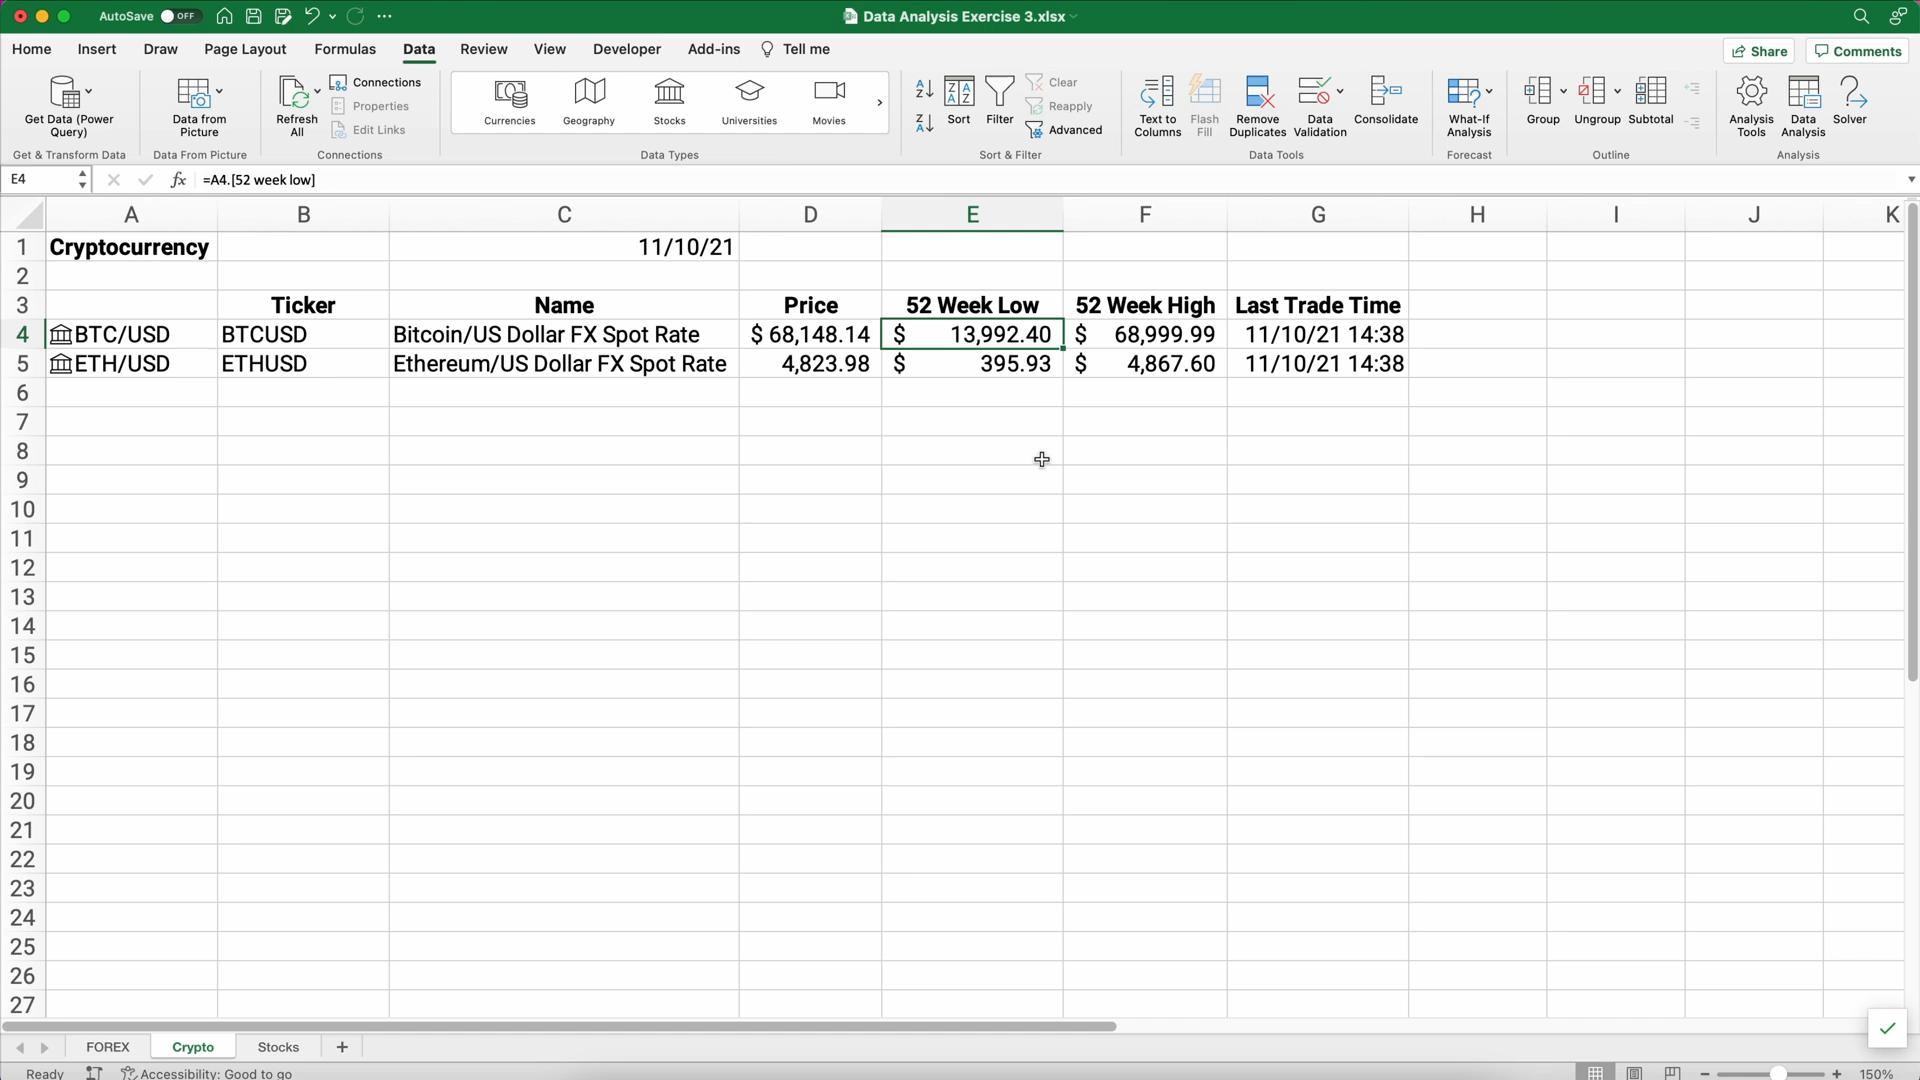 AutoSave OFF Data Analysis Exercise 3.xlsx
Home Insert Draw Page Layout Formulas Data Review View Developer Add-ins Tell me Share Comments
Get Data (Power Query)
Get & Transform Data
Data from Picture
Data From Picture
Refresh All
Connections
Properties
Edit Links
Connections
Currencies Geography Stocks Universities Movies
Data Types
Sort Filter
Clear
Reapply
Advanced
Sort & Filter
Text to Columns
Flash Fill
Remove Duplicates
Data Validation
Consolidate
Data Tools
What-If Analysis
Forecast
Group Ungroup Subtotal
Outline
Analysis Tools
Data Analysis
Solver
Analysis
E4 fx =A4.[52 week low]
A B C D E F G H I J K
1 Cryptocurrency 11/10/21
2
3 Ticker Name Price 52 Week Low 52 Week High Last Trade Time
4 BTC/USD BTCUSD Bitcoin/US Dollar FX Spot Rate $ 68,148.14 $ 13,992.40 $ 68,999.99 11/10/21 14:38
5 ETH/USD ETHUSD Ethereum/US Dollar FX Spot Rate 4,823.98 $ 395.93 $ 4,867.60 11/10/21 14:38
6
7
8
9
10
11
12
13
14
15
16
17
18
19
20
21
22
23
24
25
26
27
FOREX Crypto Stocks +
Ready Accessibility: Good to go 150%